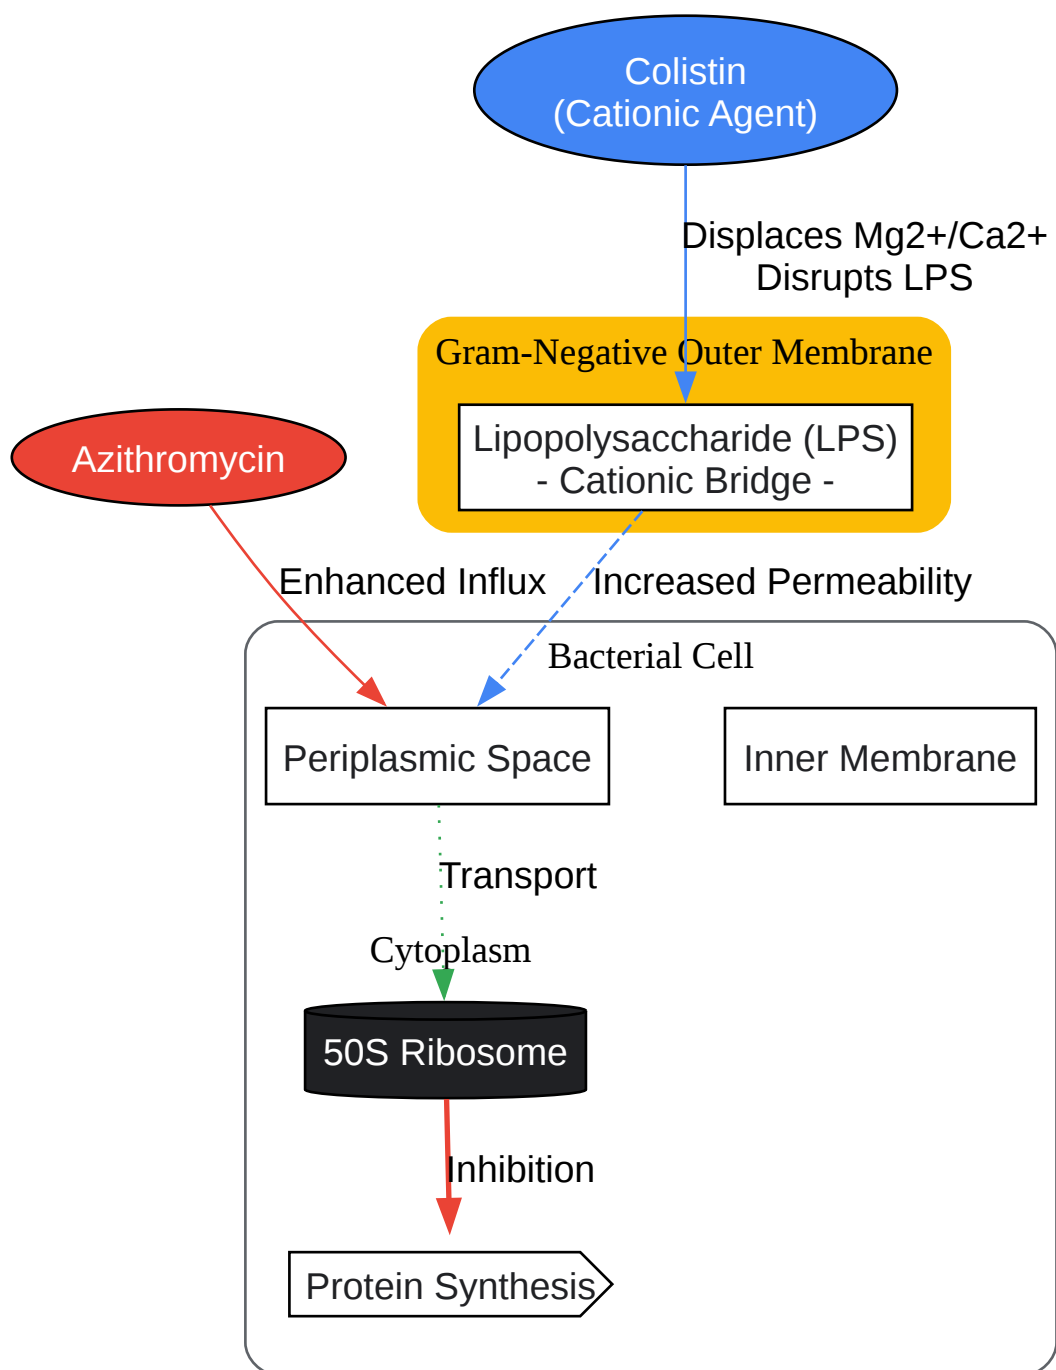 Colistin
(Cationic Agent)
Displaces Mg2+/Ca2+
Disrupts LPS
Gram-Negative Outer Membrane
Lipopolysaccharide (LPS)
- Cationic Bridge -
Azithromycin
Enhanced Influx
Increased Permeability
Bacterial Cell
Periplasmic Space
Inner Membrane
Transport
Cytoplasm
50S Ribosome
Inhibition
Protein Synthesis